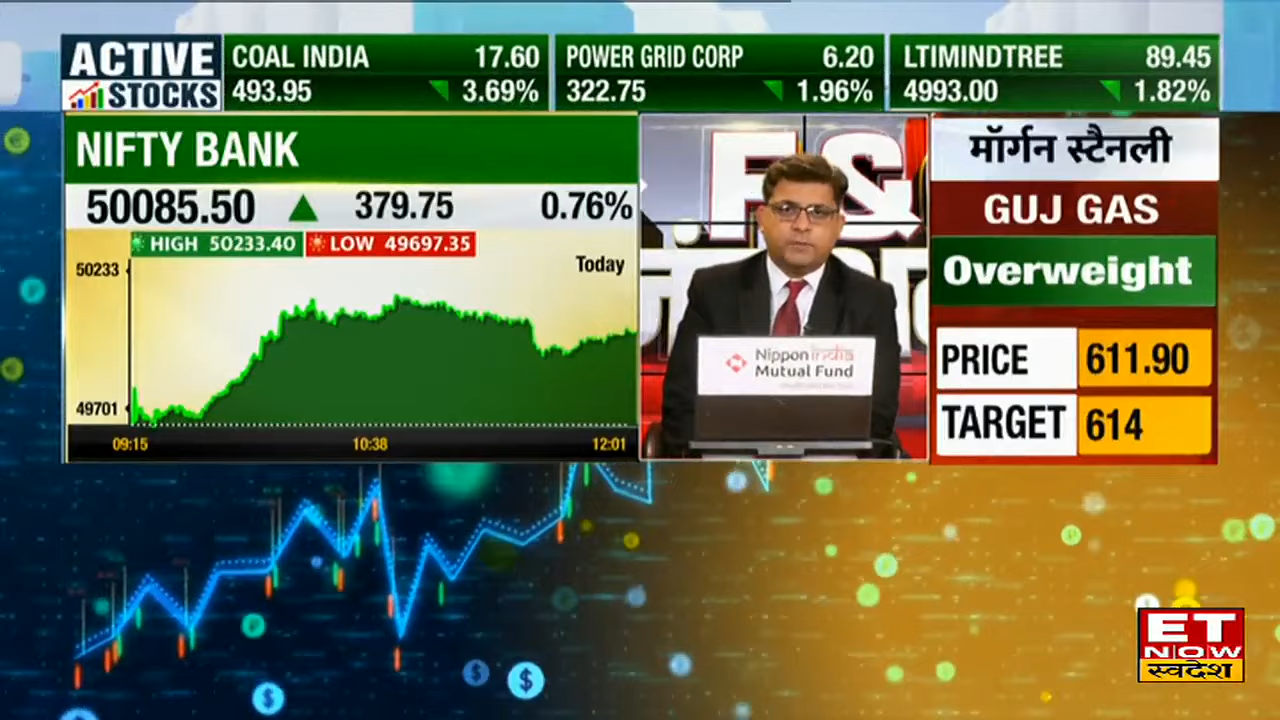 ACTIVE
STOCKS
COAL INDIA 17.60
493.95 3.69%
POWER GRID CORP 6.20
322.75 1.96%
LTIMINDTREE 89.45
4993.00 1.82%
NIFTY BANK
50085.50 379.75 0.76%
HIGH 50233.40 LOW 49697.35
Today
50233
49701
09:15 10:38 12:01
F&
Nippon india
Mutual Fund
मॉर्गन स्टैनली
GUJ GAS
Overweight
PRICE 611.90
TARGET 614
ET
NOW
स्वदेश